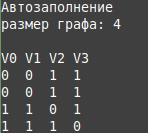 Автозаполнение
размер графа: 4
V0 V1 V2 V3
0 0 1 1
0 0 1 1
1 1 0 1
1 1 1 0